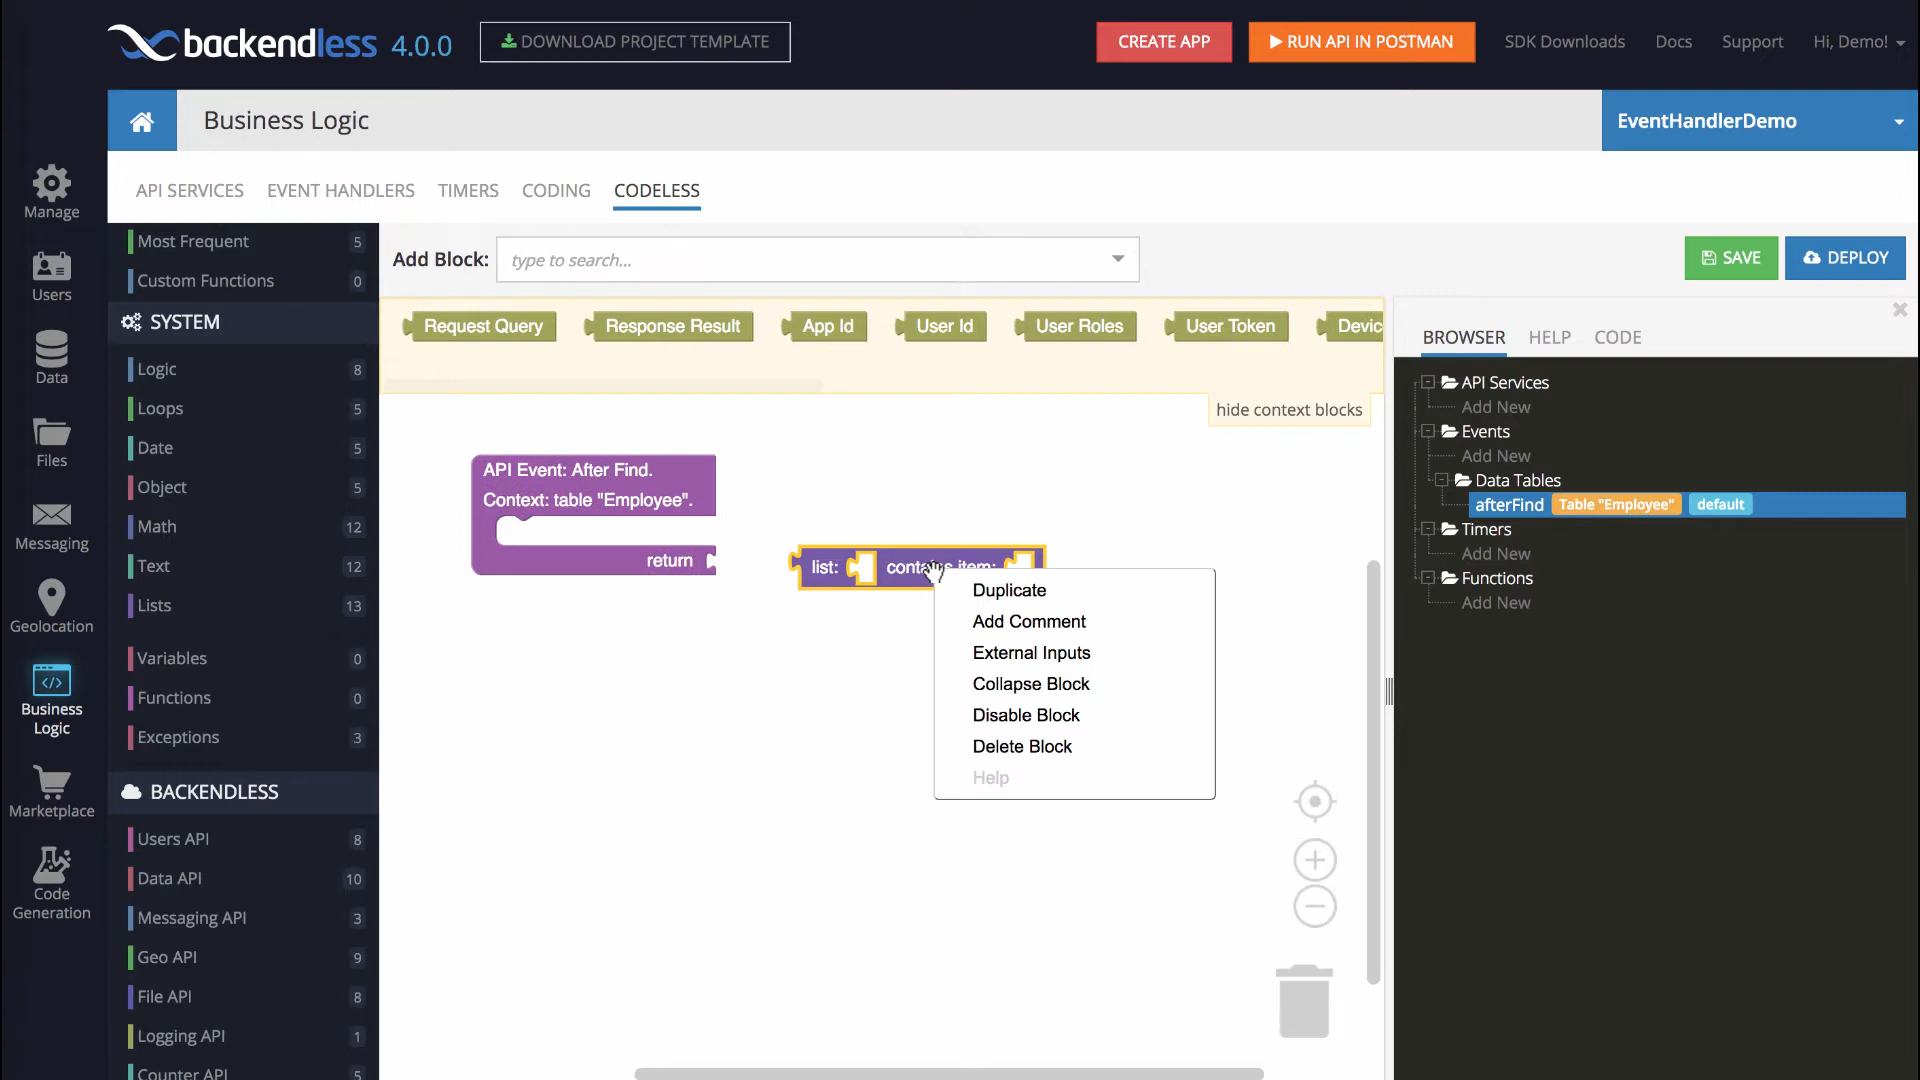 backendless 4.0.0
DOWNLOAD PROJECT TEMPLATE
CREATE APP
RUN API IN POSTMAN
SDK Downloads
Docs
Support
Hi, Demo!
Business Logic
EventHandlerDemo
Manage
Users
Data
Files
Messaging
Geolocation
Business
Logic
Marketplace
Code
Generation
API SERVICES
EVENT HANDLERS
TIMERS
CODING
CODELESS
Most Frequent 5
Custom Functions 0
SYSTEM
Logic 8
Loops 5
Date 5
Object 5
Math 12
Text 12
Lists 13
Variables 0
Functions 0
Exceptions 3
BACKENDLESS
Users API 8
Data API 10
Messaging API 3
Geo API 9
File API 8
Logging API 1
Counter API 5
Add Block:
type to search...
SAVE
DEPLOY
Request Query
Response Result
App Id
User Id
User Roles
User Token
Devic
hide context blocks
API Event: After Find.
Context: table "Employee".
return
list:
item:
Duplicate
Add Comment
External Inputs
Collapse Block
Disable Block
Delete Block
Help
BROWSER
HELP
CODE
API Services
Add New
Events
Add New
Data Tables
afterFind Table "Employee" default
Timers
Add New
Functions
Add New